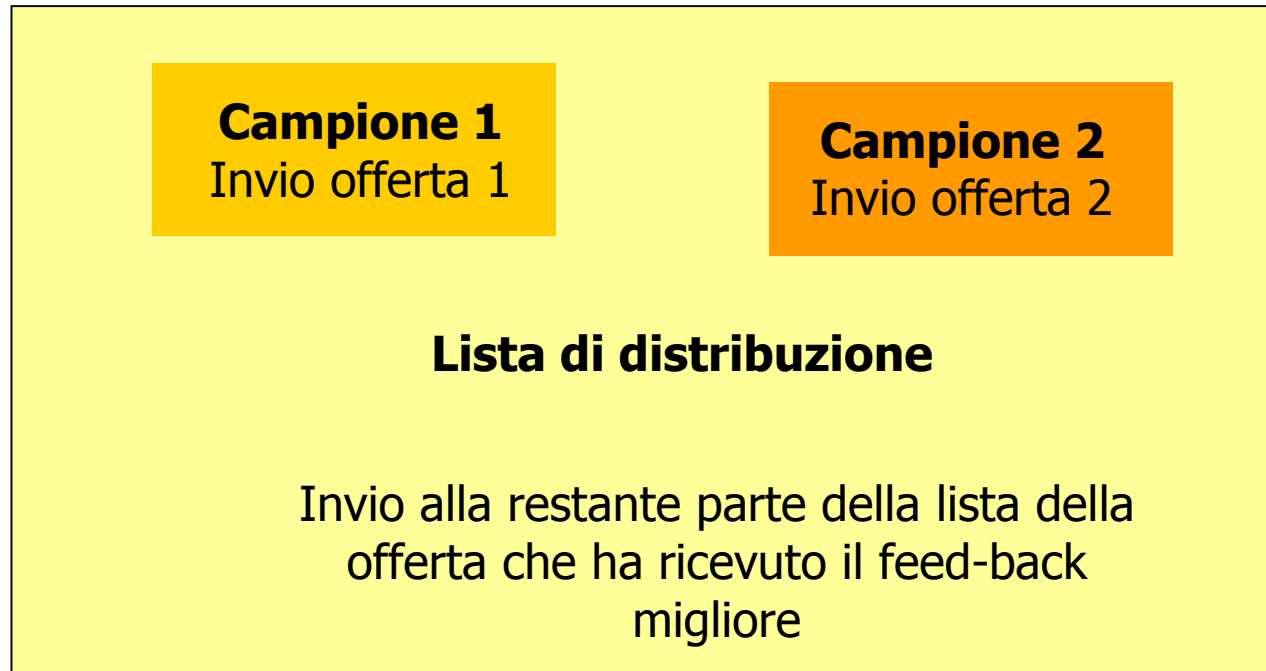 Campione 1
Invio offerta 1
Campione 2
Invio offerta 2
Lista di distribuzione
Invio alla restante parte della lista della
offerta che ha ricevuto il feed-back
migliore